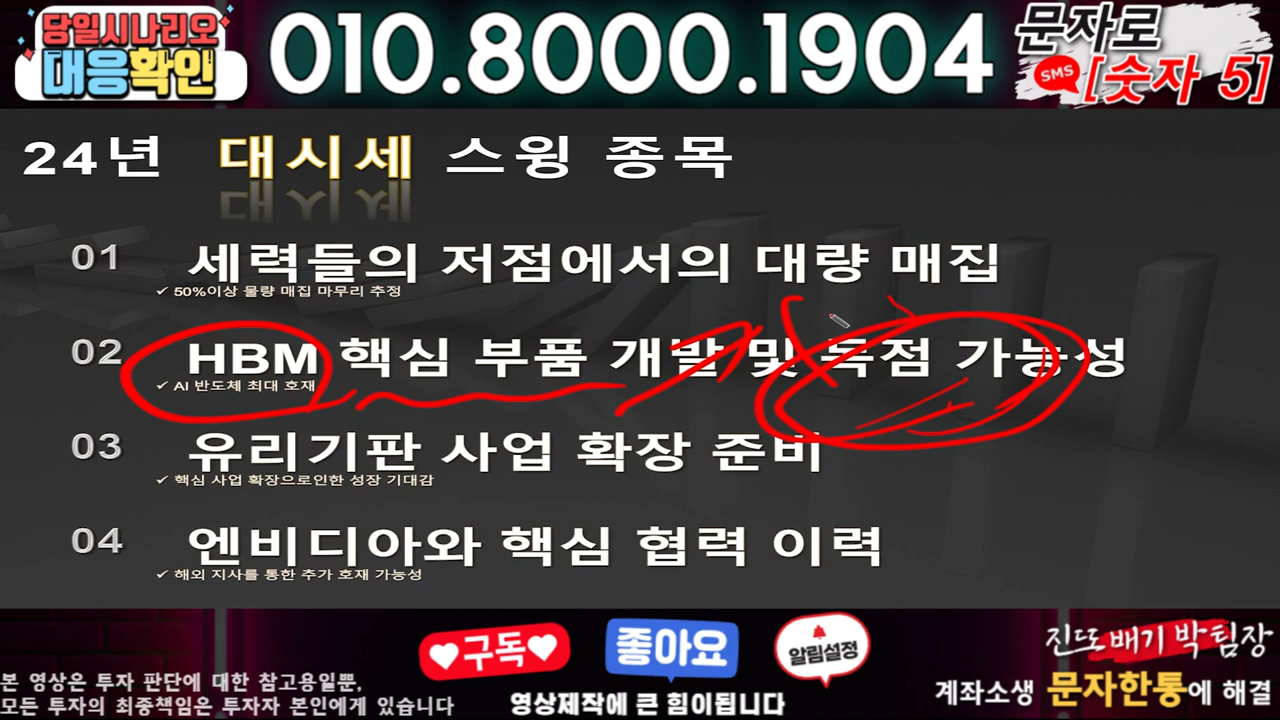 당일시나리오
대응확인
010.8000.1904
문자로
SMS
[숫자 5]
24년 대시세 스윙 종목
01 세력들의 저점에서의 대량 매집
✓ 50%이상 물량 매집 마무리 추정
02 HBM 핵심 부품 개발 및 독점 가능성
✓ AI 반도체 최대 호재
03 유리기판 사업 확장 준비
✓ 핵심 사업 확장으로인한 성장 기대감
04 엔비디아와 핵심 협력 이력
✓ 해외 지사를 통한 추가 호재 가능성
구독
좋아요
알림설정
진또배기 박팀장
본 영상은 투자 판단에 대한 참고용일뿐,
모든 투자의 최종책임은 투자자 본인에게 있습니다
영상제작에 큰 힘이됩니다
계좌소생 문자한통에 해결